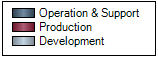 Operation & Support
Production
Development